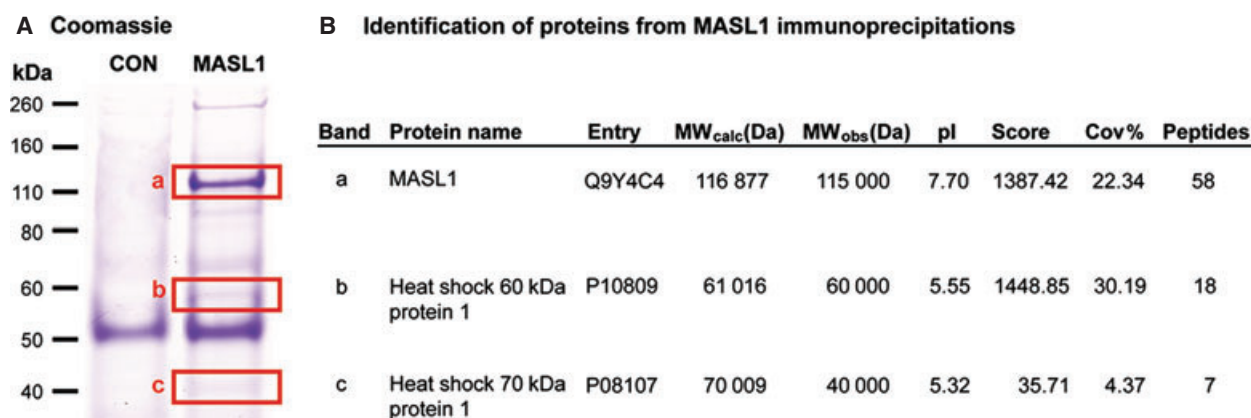 A Coomassie
kDa
CON MASL1
260
160
110
80
60
50
40
a
b
c
B Identification of proteins from MASL1 immunoprecipitations
Band Protein name Entry MWcalc(Da) MWobs(Da) pI Score Cov% Peptides
a MASL1 Q9Y4C4 116 877 115 000 7.70 1387.42 22.34 58
b Heat shock 60 kDa P10809 61 016 60 000 5.55 1448.85 30.19 18
protein 1
c Heat shock 70 kDa P08107 70 009 40 000 5.32 35.71 4.37 7
protein 1